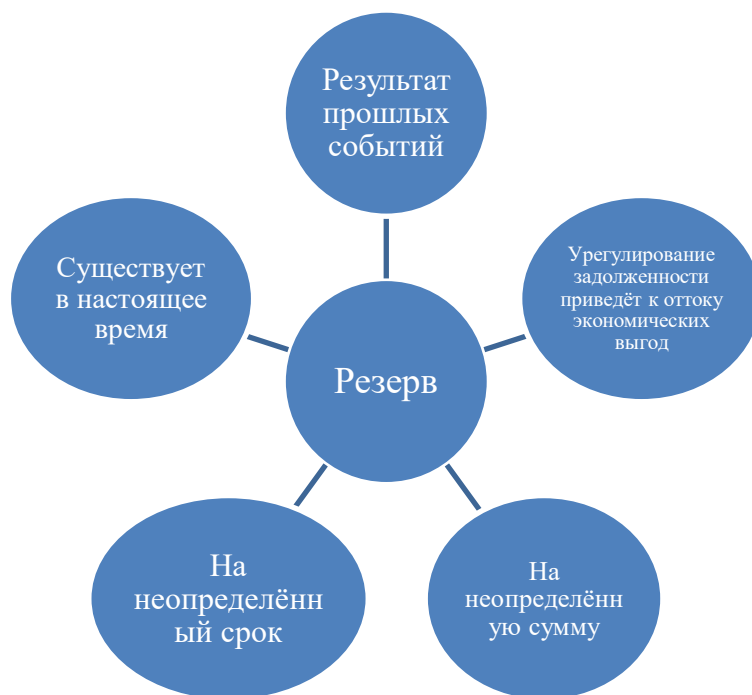 Результат
прошлых
событий
Существует
в настоящее
время
Урегулирование
задолженности
приведёт к оттоку
экономических
выгод
Резерв
На
неопределённ
ый срок
На
неопределённ
ую сумму